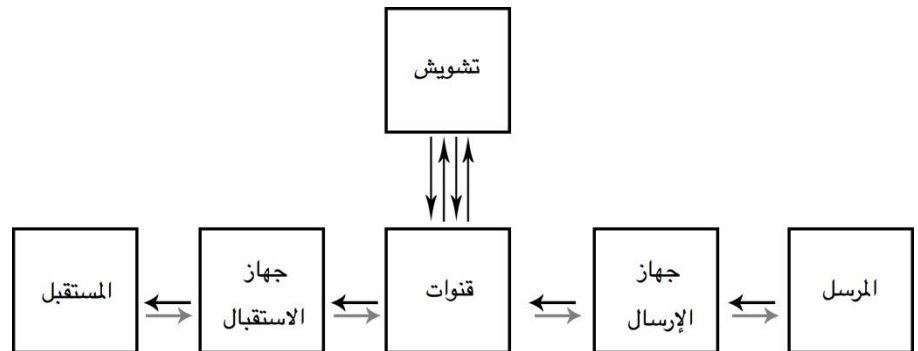 تشويش
المرسل
جهاز
الإرسال
قنوات
جهاز
الاستقبال
المستقبل